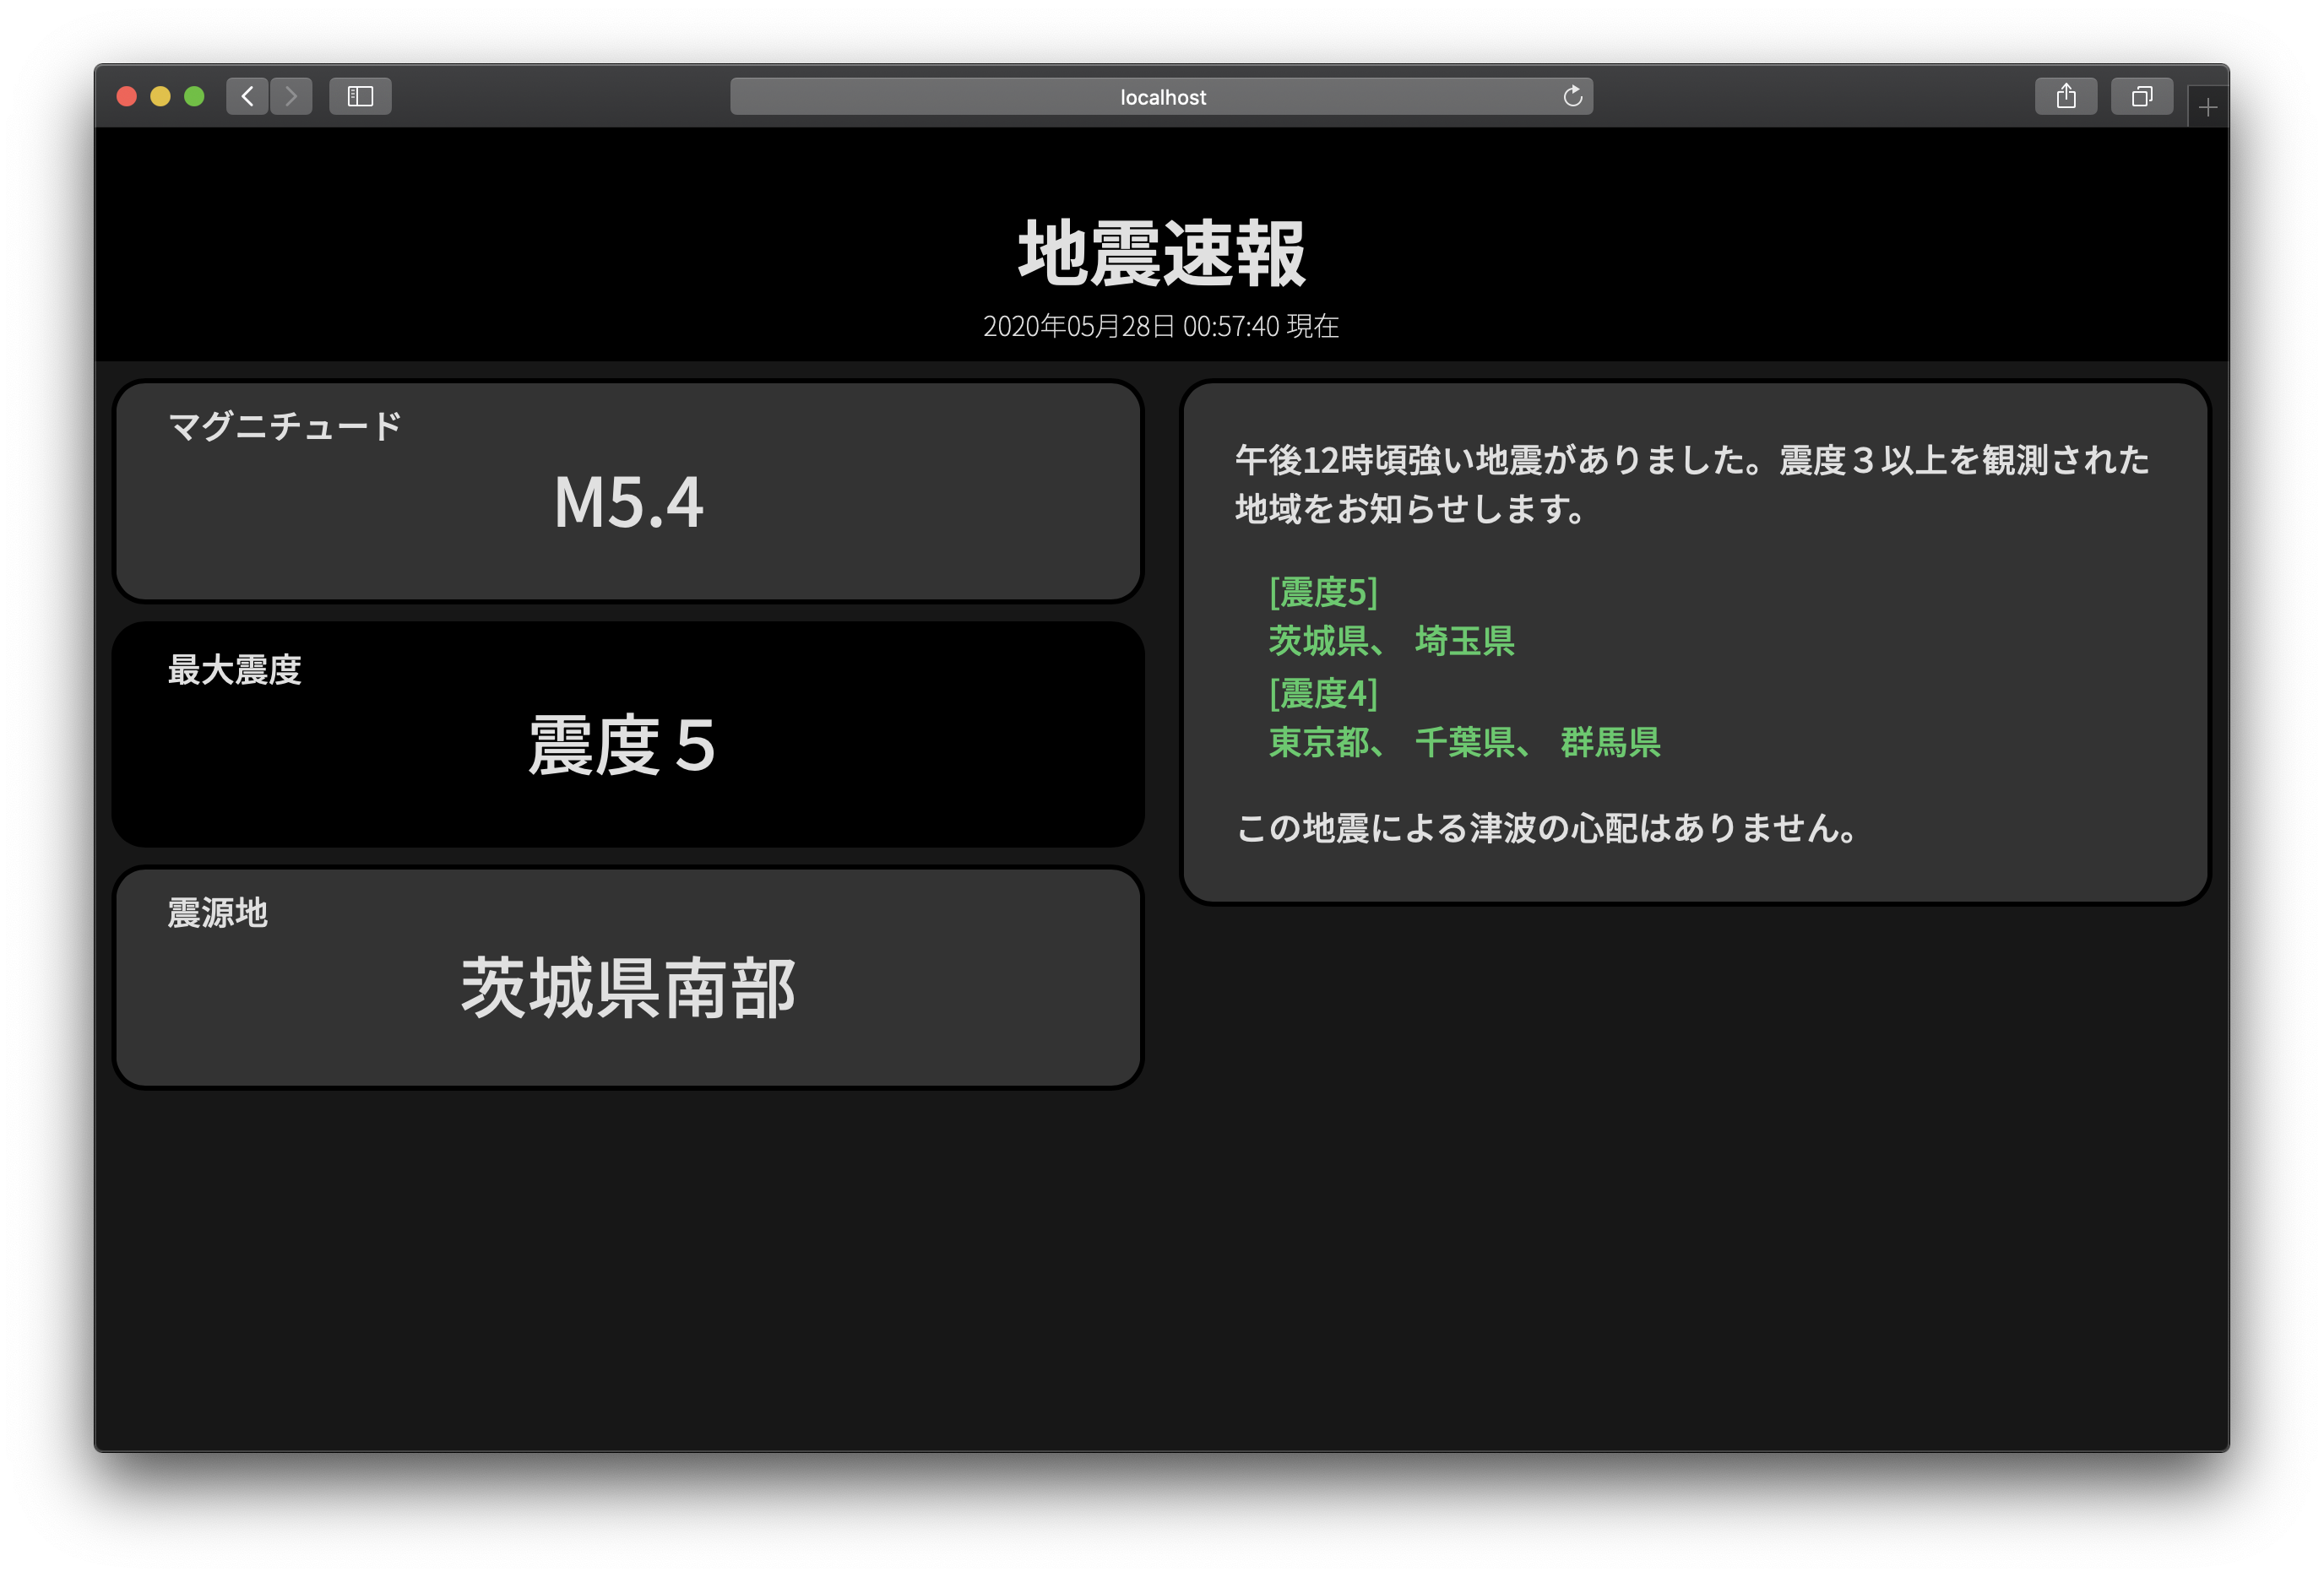 localhost
地震速報
2020年05月28日 00:57:40 現在
マグニチュード
M5.4
最大震度
震度５
震源地
茨城県南部
午後12時頃強い地震がありました。震度３以上を観測された
地域をお知らせします。
[震度5]
茨城県、 埼玉県
[震度4]
東京都、 千葉県、 群馬県
この地震による津波の心配はありません。